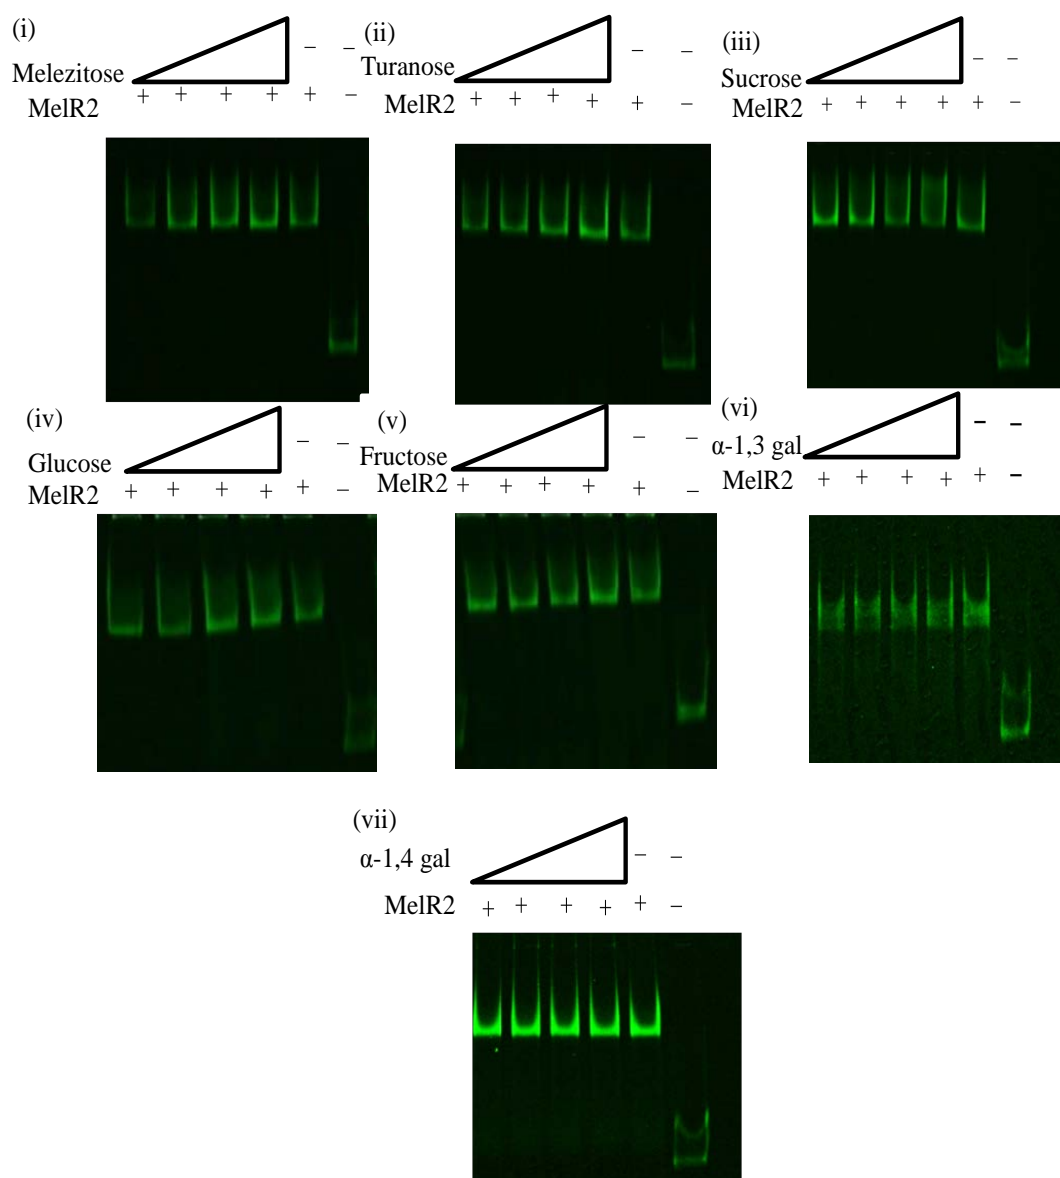 (i)
Melezitose – –
MelR2 + + + + + –
(ii)
Turanose – –
MelR2 + + + + + –
(iii)
Sucrose – –
MelR2 + + + + + –
(iv)
Glucose – –
MelR2 + + + + + –
(v)
Fructose – –
MelR2 + + + + + –
(vi)
α-1,3 gal – –
MelR2 + + + + + –
(vii)
α-1,4 gal – –
MelR2 + + + + + –